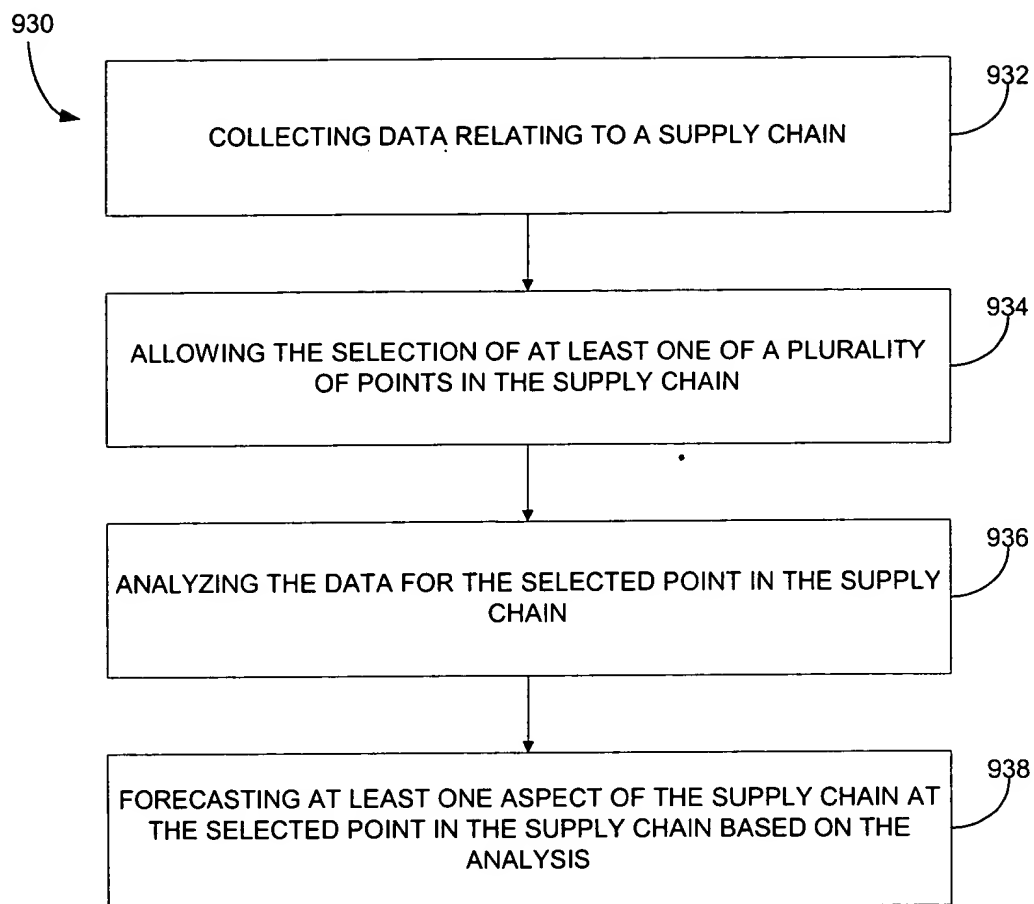 930
932
COLLECTING DATA RELATING TO A SUPPLY CHAIN
934
ALLOWING THE SELECTION OF AT LEAST ONE OF A PLURALITY
OF POINTS IN THE SUPPLY CHAIN
936
ANALYZING THE DATA FOR THE SELECTED POINT IN THE SUPPLY
CHAIN
938
FORECASTING AT LEAST ONE ASPECT OF THE SUPPLY CHAIN AT
THE SELECTED POINT IN THE SUPPLY CHAIN BASED ON THE
ANALYSIS